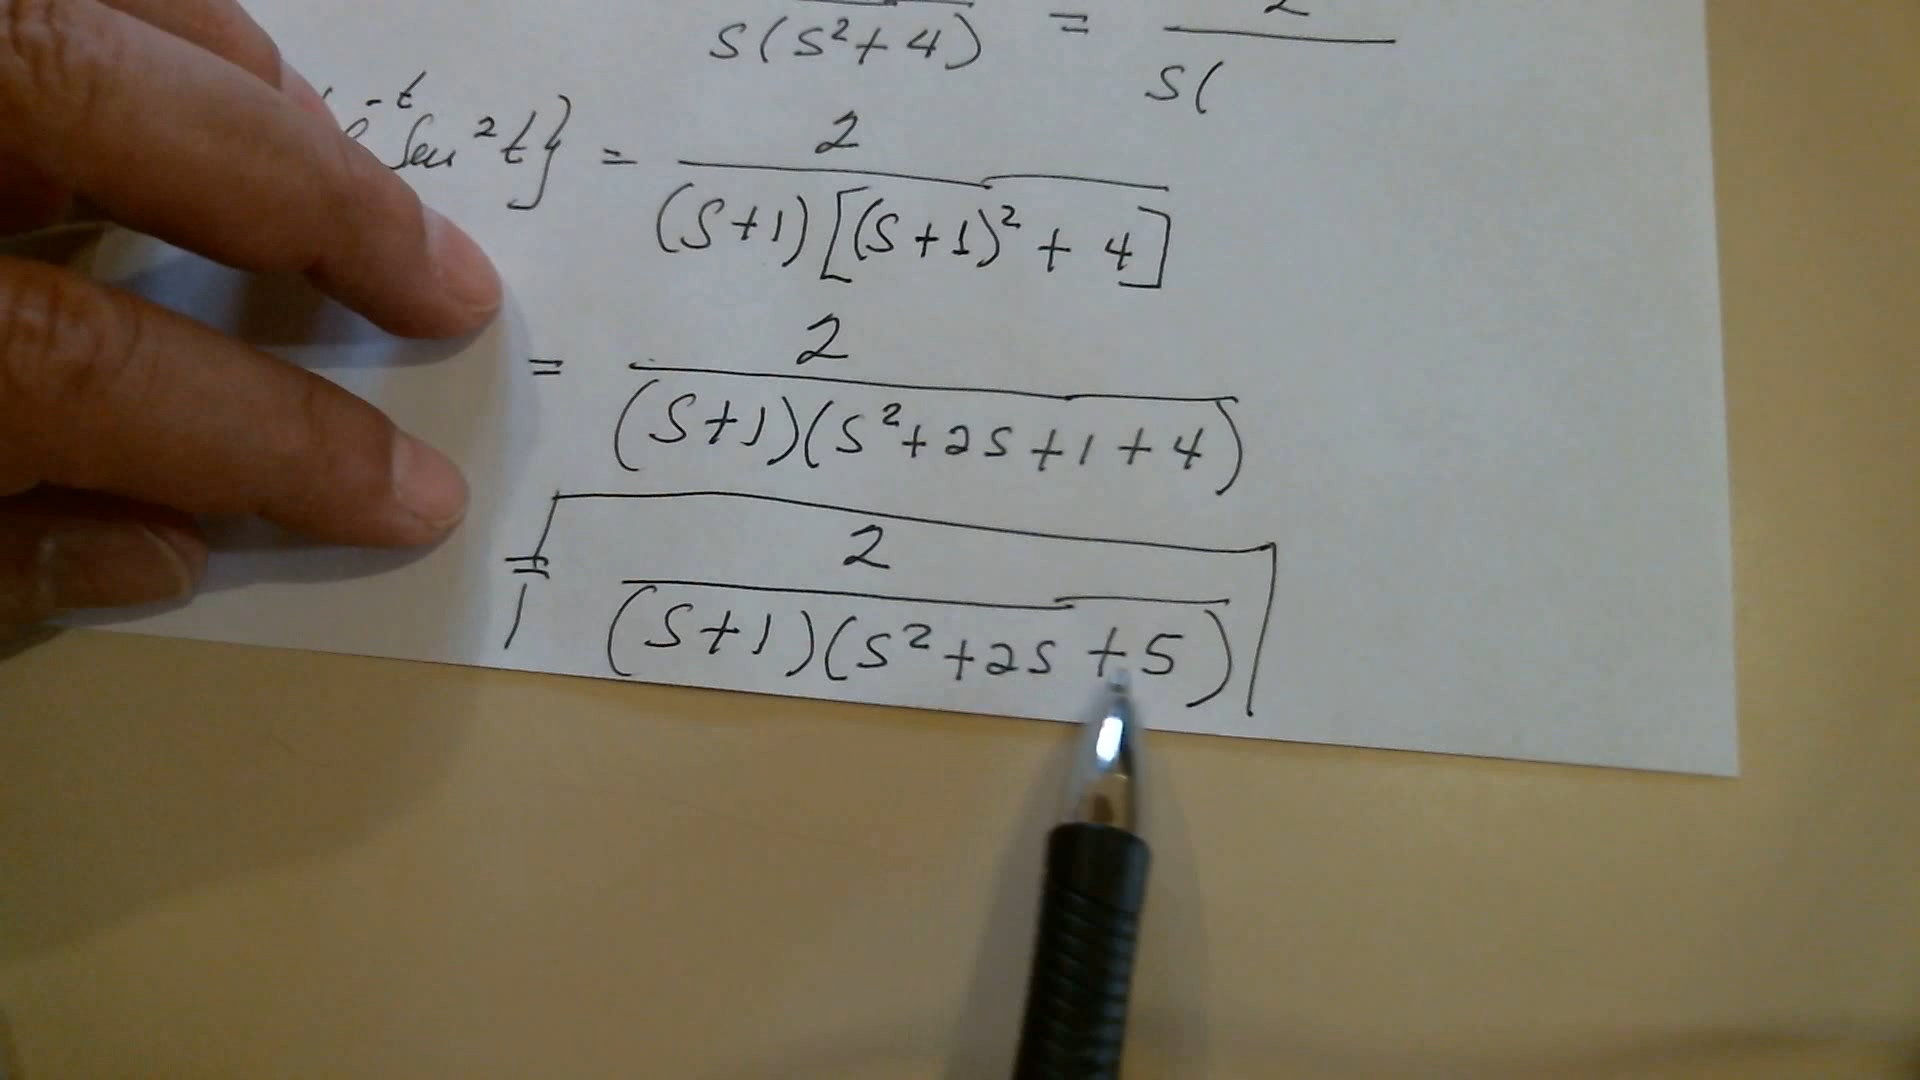 s(s²+4) = 2/s(
e^-t Sen²t} = 2/(S+1)[(S+1)²+4]
= 2/(S+1)(s²+2s+1+4)
= 2/(S+1)(s²+2s+5)